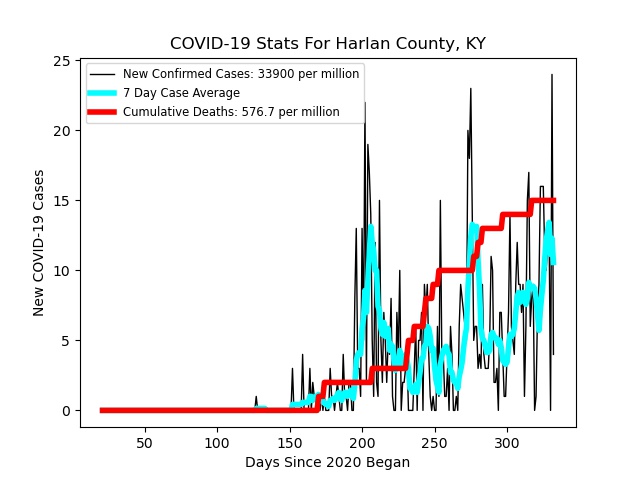 COVID-19 Stats For Harlan County, KY
New Confirmed Cases: 33900 per million
7 Day Case Average
Cumulative Deaths: 576.7 per million
New COVID-19 Cases
25
20
15
10
5
0
50 100 150 200 250 300
Days Since 2020 Began